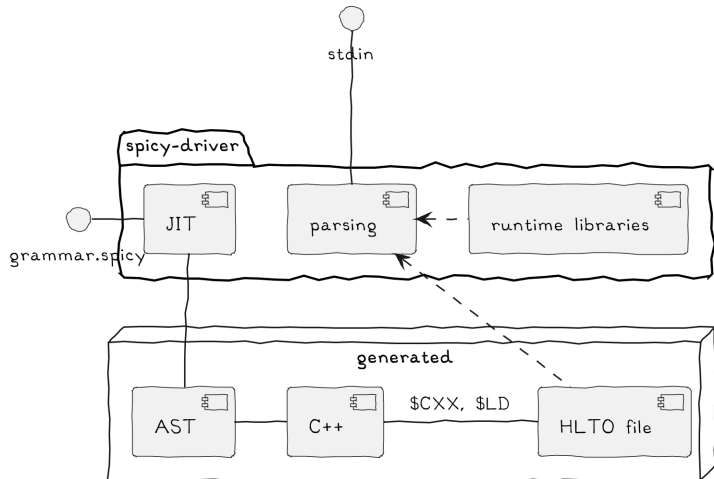 stdin
spicy-driver
JIT
parsing
runtime libraries
grammar.spicy
generated
$CXX, $LD
AST
C++
HLTO file